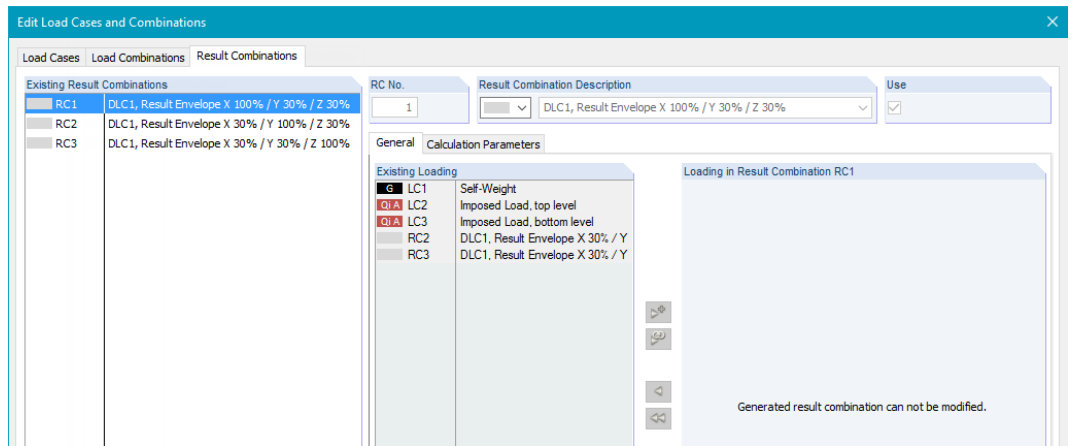 Edit Load Cases and Combinations
Load Cases Load Combinations Result Combinations
Existing Result Combinations
RC1 DLC1, Result Envelope X 100% / Y 30% / Z 30%
RC2 DLC1, Result Envelope X 30% / Y 100% / Z 30%
RC3 DLC1, Result Envelope X 30% / Y 30% / Z 100%
RC No.
1
Result Combination Description
DLC1, Result Envelope X 100% / Y 30% / Z 30%
Use
General Calculation Parameters
Existing Loading
G LC1 Self-Weight
Qi A LC2 Imposed Load, top level
Qi A LC3 Imposed Load, bottom level
RC2 DLC1, Result Envelope X 30% / Y
RC3 DLC1, Result Envelope X 30% / Y
Loading in Result Combination RC1
Generated result combination can not be modified.